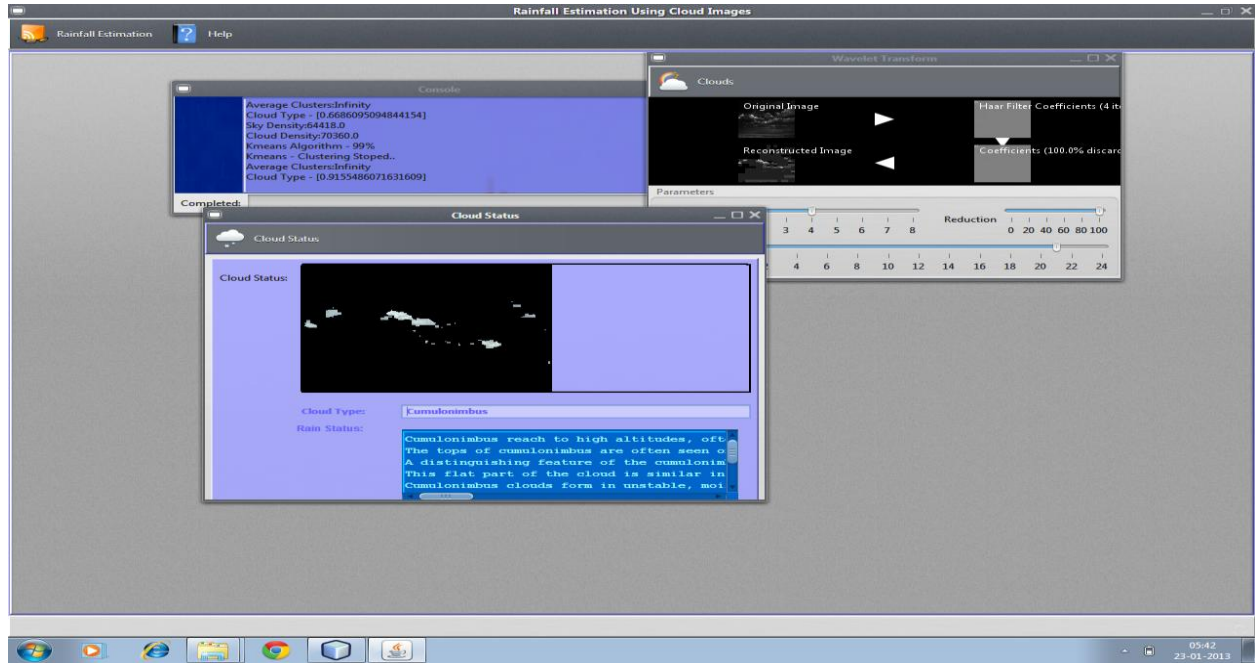 Rainfall Estimation Using Cloud Images
Rainfall Estimation Help
Wavelet Transform
Clouds
Original Image Haar Filter Coefficients (4 it
Reconstructed Image Coefficients (100.0% discar
Parameters
3 4 5 6 7 8 Reduction 0 20 40 60 80 100
4 6 8 10 12 14 16 18 20 22 24
Console
Average Clusters:Infinity
Cloud Type - [0.6686095094844154]
Sky Density:64418.0
Cloud Density:70360.0
Kmeans Algorithm - 99%
Kmeans - Clustering Stoped..
Average Clusters:Infinity
Cloud Type - [0.9155486071631609]
Completed:
Cloud Status
Cloud Status
Cloud Status:
Cloud Type: Cumulonimbus
Rain Status:
Cumulonimbus reach to high altitudes, oft
The tops of cumulonimbus are often seen o
A distinguishing feature of the cumulonim
This flat part of the cloud is similar in
Cumulonimbus clouds form in unstable, moi
05:42
23-01-2013